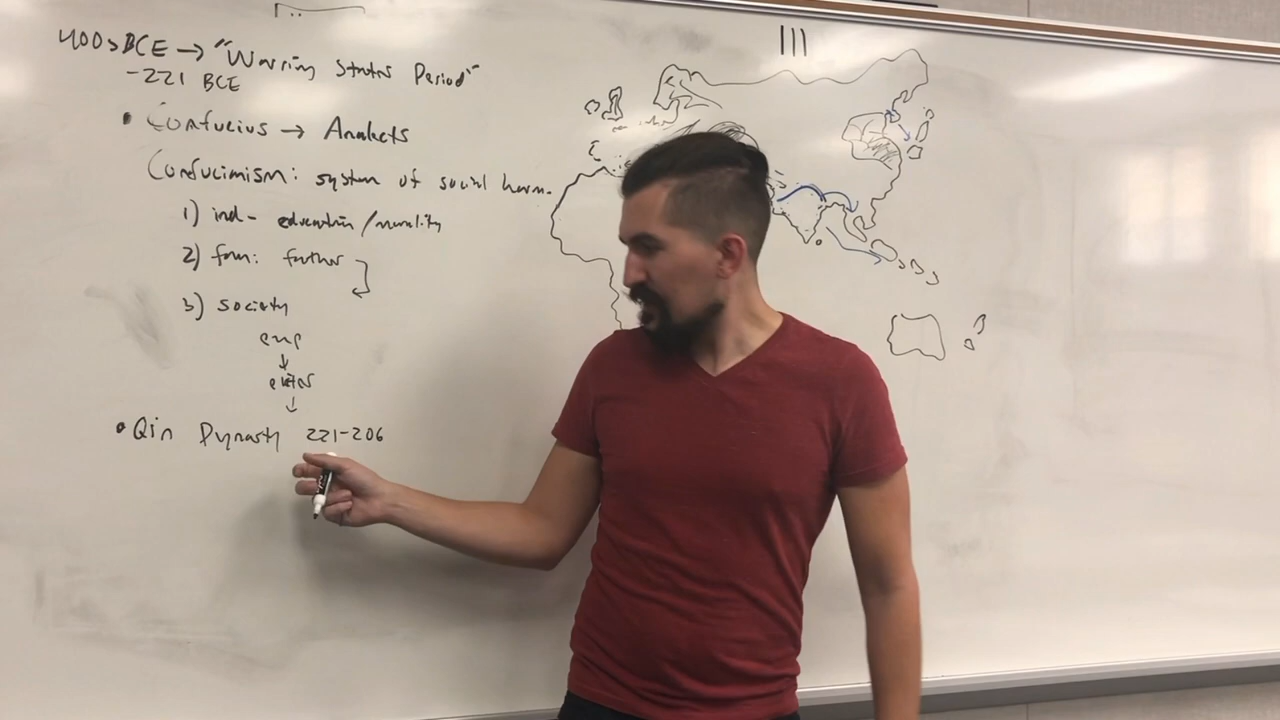 400s BCE → "Warring States Period"
-221 BCE
• Confucius → Analects
Confucianism: system of social harm.
1) ind- education/morality
2) fam: father
3) society
emp
↓
↓
• Qin Dynasty 221-206
III